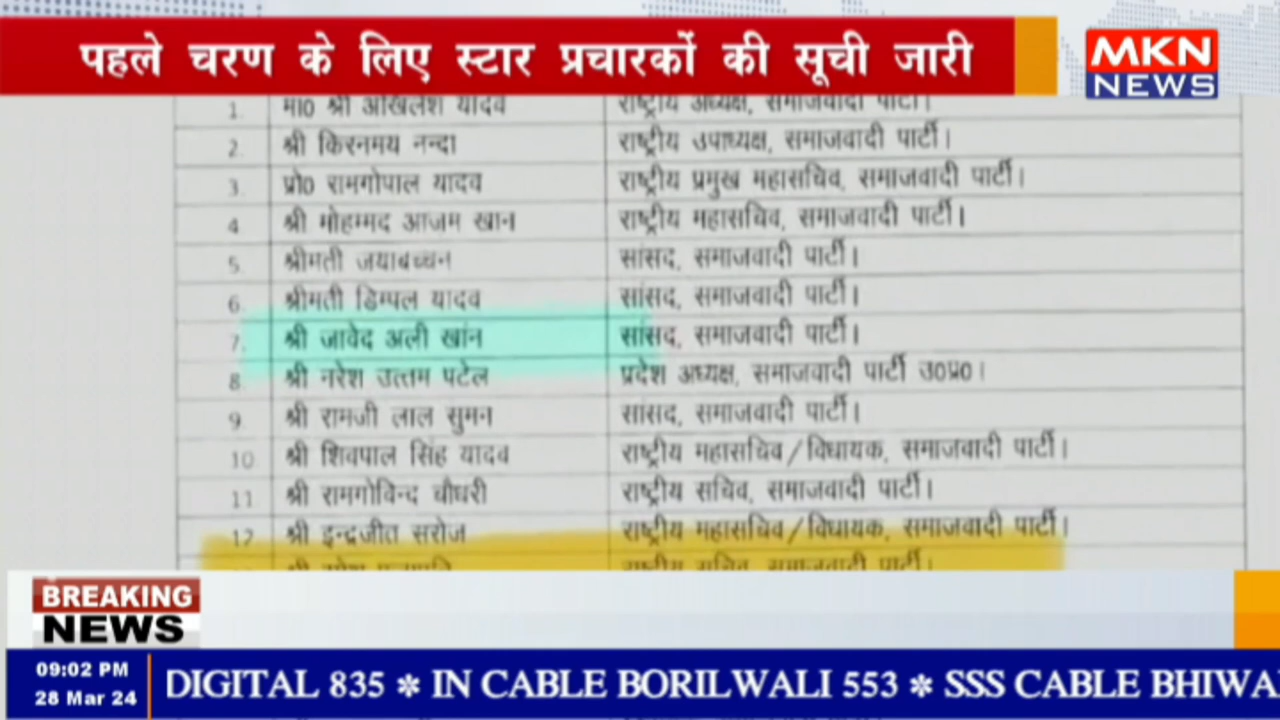 पहले चरण के लिए स्टार प्रचारकों की सूची जारी
MKN
NEWS
1. मा0 श्री अखिलेश यादव राष्ट्रीय अध्यक्ष, समाजवादी पार्टी।
2. श्री किरनमय नन्दा राष्ट्रीय उपाध्यक्ष, समाजवादी पार्टी।
3. प्रो0 रामगोपाल यादव राष्ट्रीय प्रमुख महासचिव, समाजवादी पार्टी।
4 श्री मोहम्मद आजम खान राष्ट्रीय महासचिव, समाजवादी पार्टी।
5. श्रीमती जयाबच्चन सांसद, समाजवादी पार्टी।
6. श्रीमती डिम्पल यादव सांसद, समाजवादी पार्टी।
7. श्री जावेद अली खांन सांसद, समाजवादी पार्टी।
8 श्री नरेश उत्तम पटेल प्रदेश अध्यक्ष, समाजवादी पार्टी उ0प्र0।
9. श्री रामजी लाल सुमन सांसद, समाजवादी पार्टी।
10. श्री शिवपाल सिंह यादव राष्ट्रीय महासचिव/विधायक, समाजवादी पार्टी।
11 श्री रामगोविन्द चौधरी राष्ट्रीय सचिव, समाजवादी पार्टी।
12 श्री इन्द्रजीत सरोज राष्ट्रीय महासचिव/विधायक, समाजवादी पार्टी।
राष्ट्रीय सचिव, समाजवादी पार्टी।
BREAKING
NEWS
09:02 PM
28 Mar 24
DIGITAL 835 * IN CABLE BORILWALI 553 * SSS CABLE BHIWA